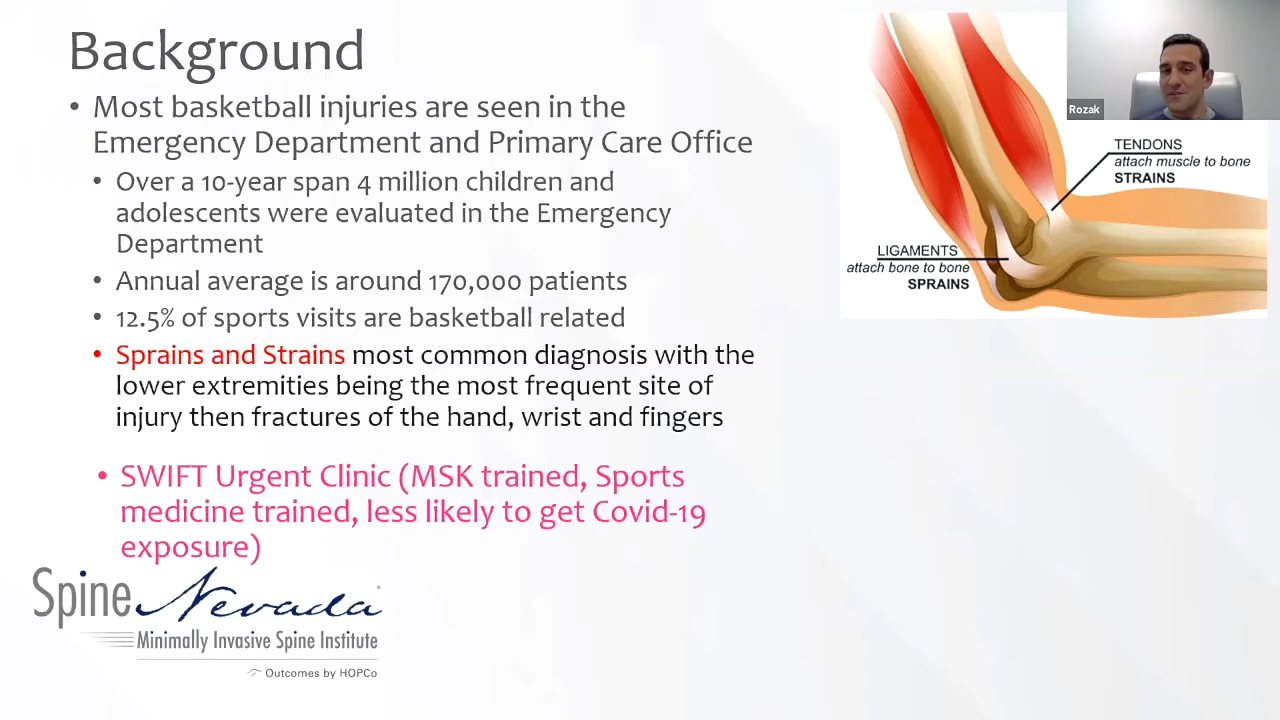 Background
• Most basketball injuries are seen in the
Emergency Department and Primary Care Office
• Over a 10-year span 4 million children and
adolescents were evaluated in the Emergency
Department
• Annual average is around 170,000 patients
• 12.5% of sports visits are basketball related
• Sprains and Strains most common diagnosis with the
lower extremities being the most frequent site of
injury then fractures of the hand, wrist and fingers
• SWIFT Urgent Clinic (MSK trained, Sports
medicine trained, less likely to get Covid-19
exposure)
Spine Nevada
Minimally Invasive Spine Institute
Outcomes by HOPCo
Rozak
TENDONS
attach muscle to bone
STRAINS
LIGAMENTS
attach bone to bone
SPRAINS